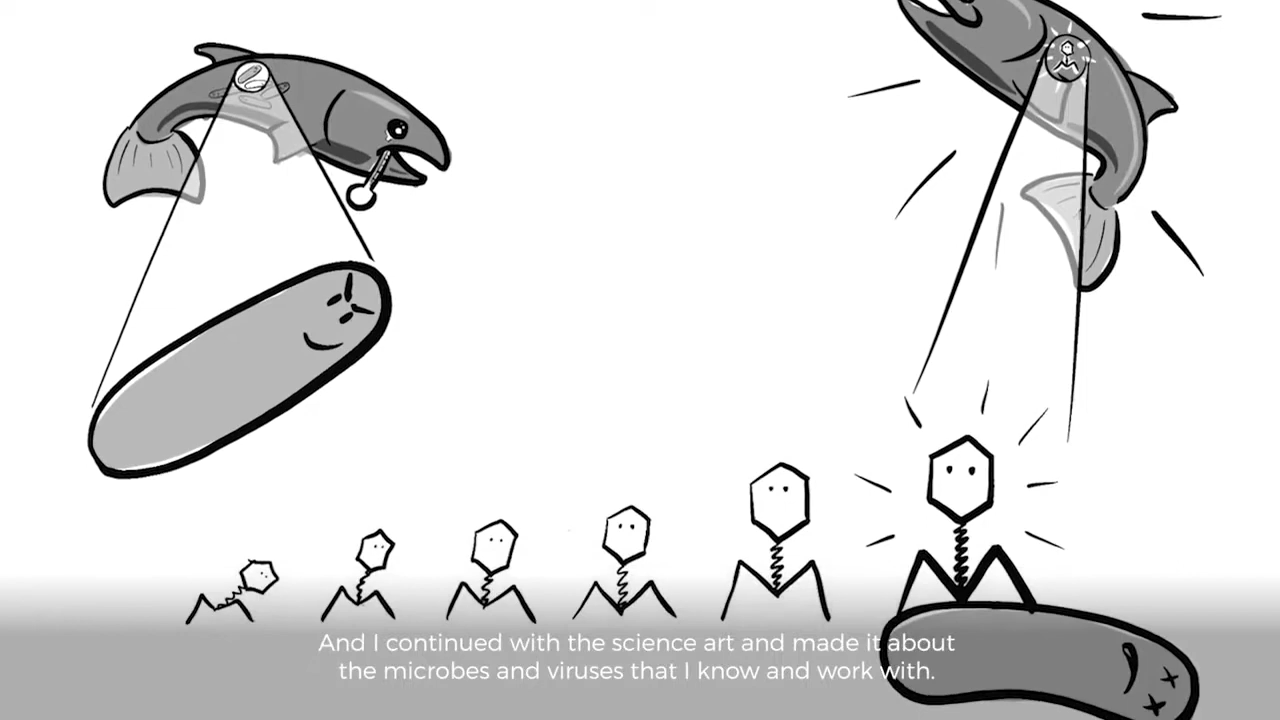 And I continued with the science art and made it about
the microbes and viruses that I know and work with.